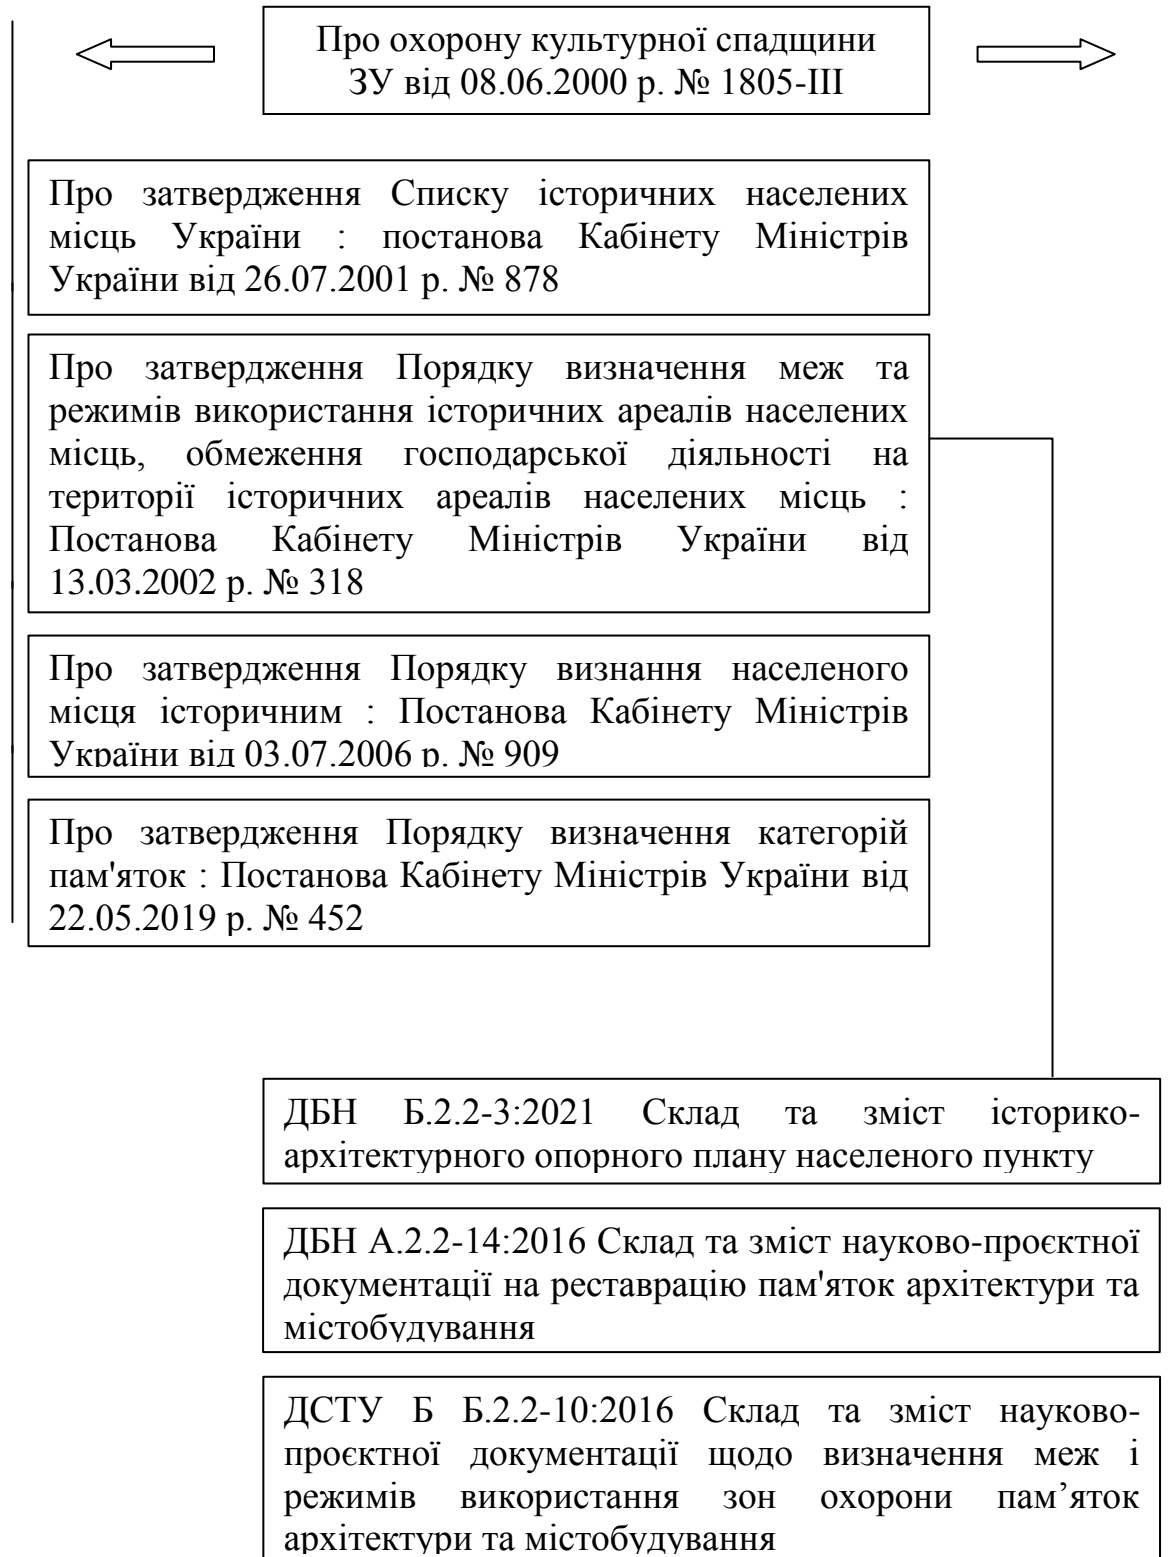 Про охорону культурної спадщини
ЗУ від 08.06.2000 р. № 1805-III
Про затвердження Списку історичних населених
місць України : постанова Кабінету Міністрів
України від 26.07.2001 р. № 878
Про затвердження Порядку визначення меж та
режимів використання історичних ареалів населених
місць, обмеження господарської діяльності на
території історичних ареалів населених місць :
Постанова Кабінету Міністрів України від
13.03.2002 р. № 318
Про затвердження Порядку визнання населеного
місця історичним : Постанова Кабінету Міністрів
України від 03.07.2006 р. № 909
Про затвердження Порядку визначення категорій
пам'яток : Постанова Кабінету Міністрів України від
22.05.2019 р. № 452
ДБН Б.2.2-3:2021 Склад та зміст історико-
архітектурного опорного плану населеного пункту
ДБН А.2.2-14:2016 Склад та зміст науково-проєктної
документації на реставрацію пам'яток архітектури та
містобудування
ДСТУ Б Б.2.2-10:2016 Склад та зміст науково-
проєктної документації щодо визначення меж і
режимів використання зон охорони пам’яток
архітектури та містобудування